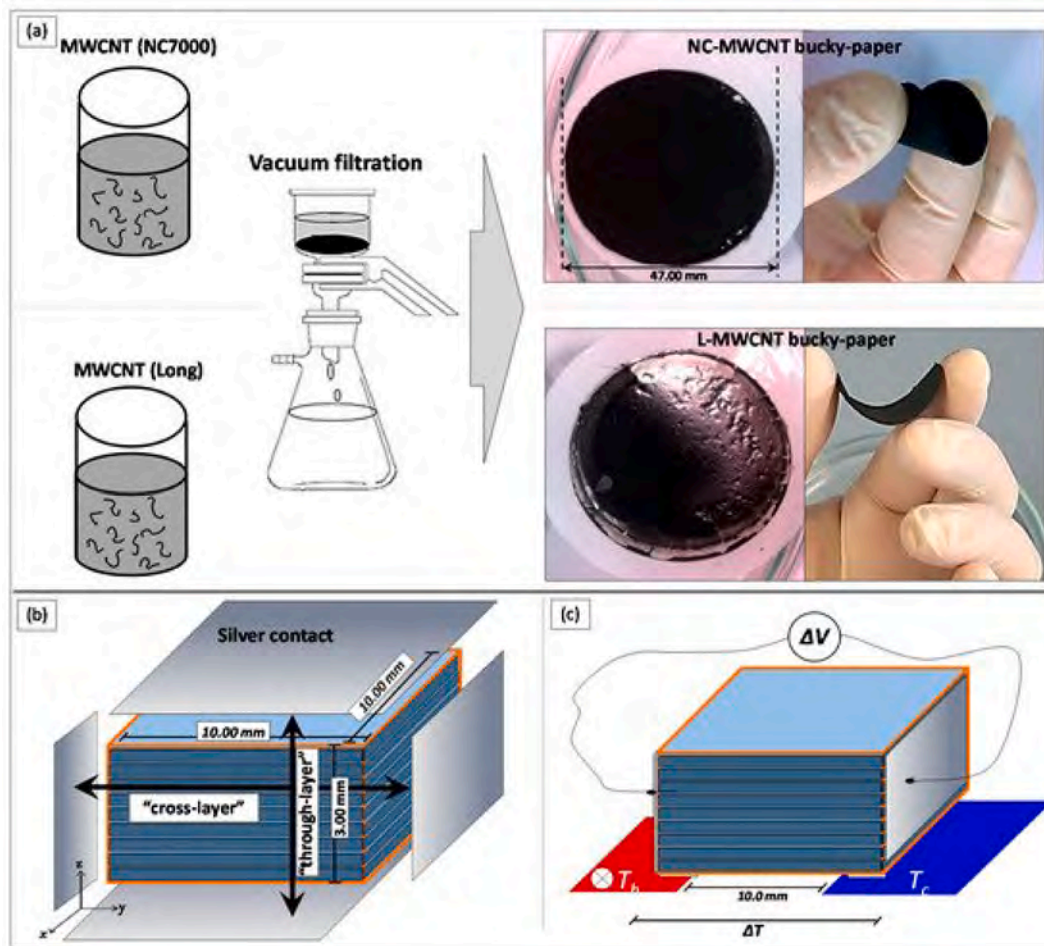 (a)
MWCNT (NC7000)
Vacuum filtration
MWCNT (Long)
NC-MWCNT bucky-paper
47.00 mm
L-MWCNT bucky-paper
(b)
Silver contact
10.00 mm
10.00 mm
"cross-layer"
"through-layer"
3.00 mm
z
y
x
(c)
ΔV
T_h
T_c
10.0 mm
ΔT